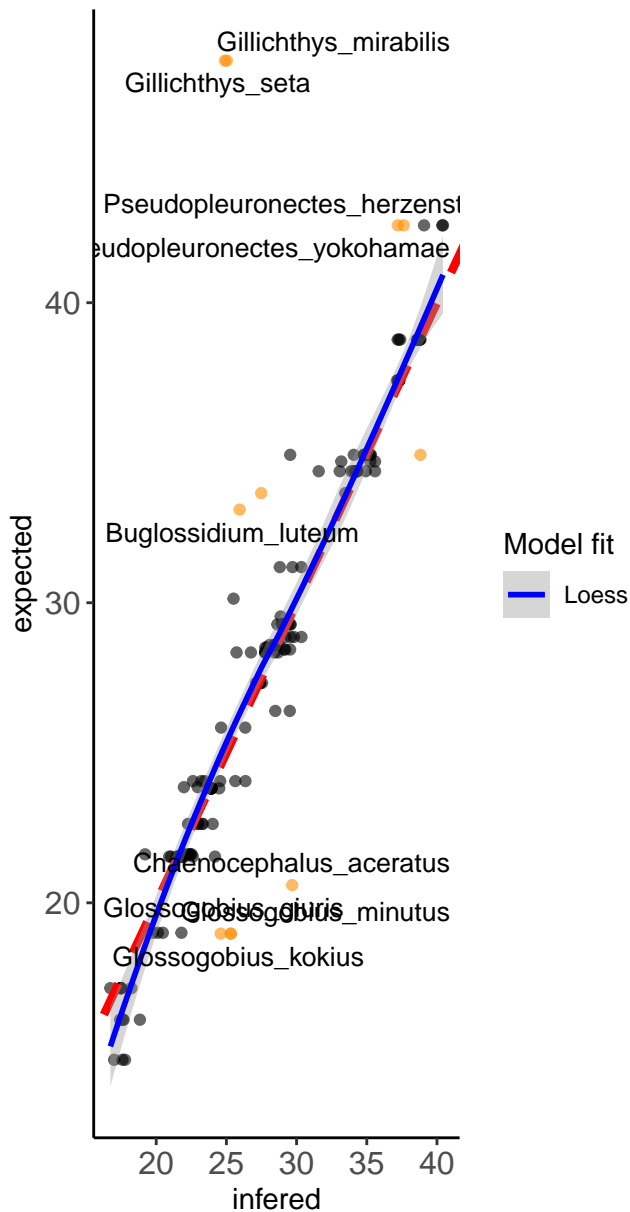 Gillichthys_mirabilis
Gillichthys_seta
Pseudopleuronectes_herzenst
eudopleuronectes_yokohamae
40
Buglossidium_luteum
Model fit
Loess
expected
30
Chaenocephalus_aceratus
20
Glossogobius_giuris
Glossogobius_minutus
Glossogobius_kokius
20 25 30 35 40
infered